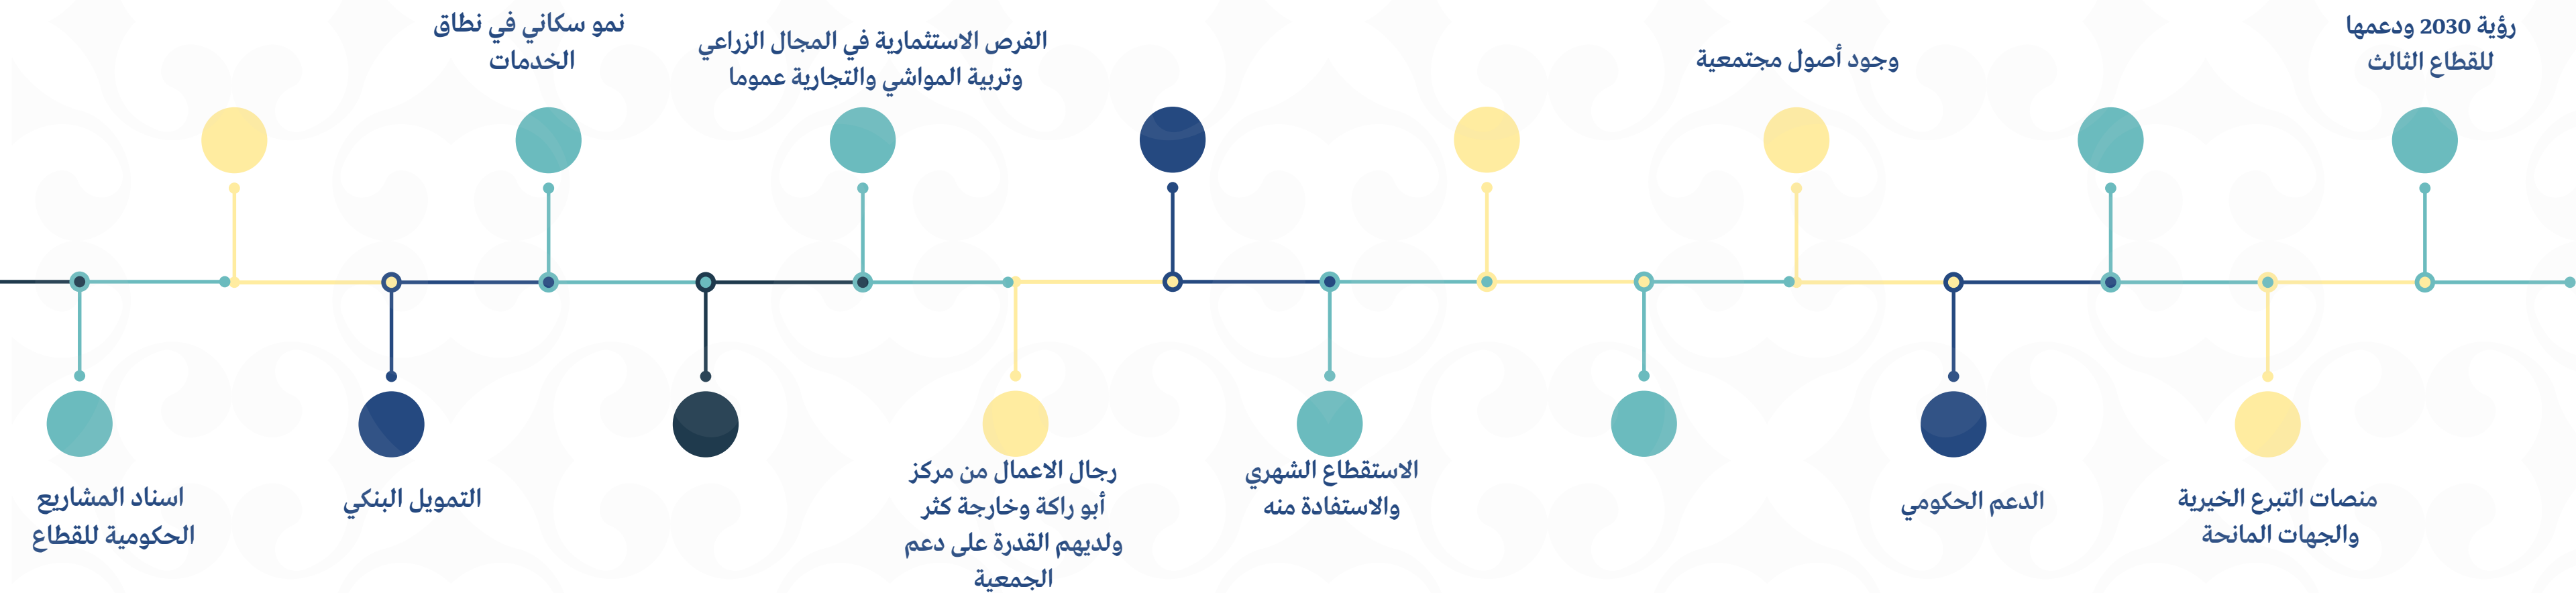 رؤية 2030 ودعمها
للقطاع الثالث
منصات التبرع الخيرية
والجهات المانحة
الدعم الحكومي
وجود أصول مجتمعية
الاستقطاع الشهري
والاستفادة منه
رجال الاعمال من مركز
أبو راكة وخارجة كثر
ولديهم القدرة على دعم
الجمعية
الفرص الاستثمارية في المجال الزراعي
وتربية المواشي والتجارية عموما
نمو سكاني في نطاق
الخدمات
التمويل البنكي
اسناد المشاريع
الحكومية للقطاع